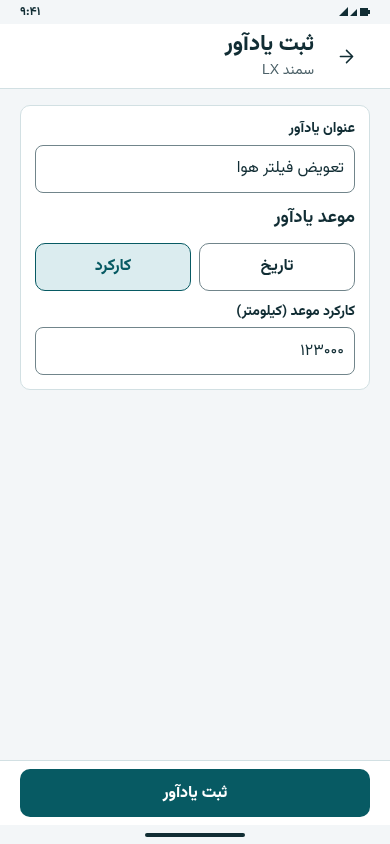 ۹:۴۱
ثبت یادآور
سمند LX
عنوان یادآور
تعویض فیلتر هوا
موعد یادآور
تاریخ
کارکرد
کارکرد موعد (کیلومتر)
۱۲۳۰۰۰
ثبت یادآور